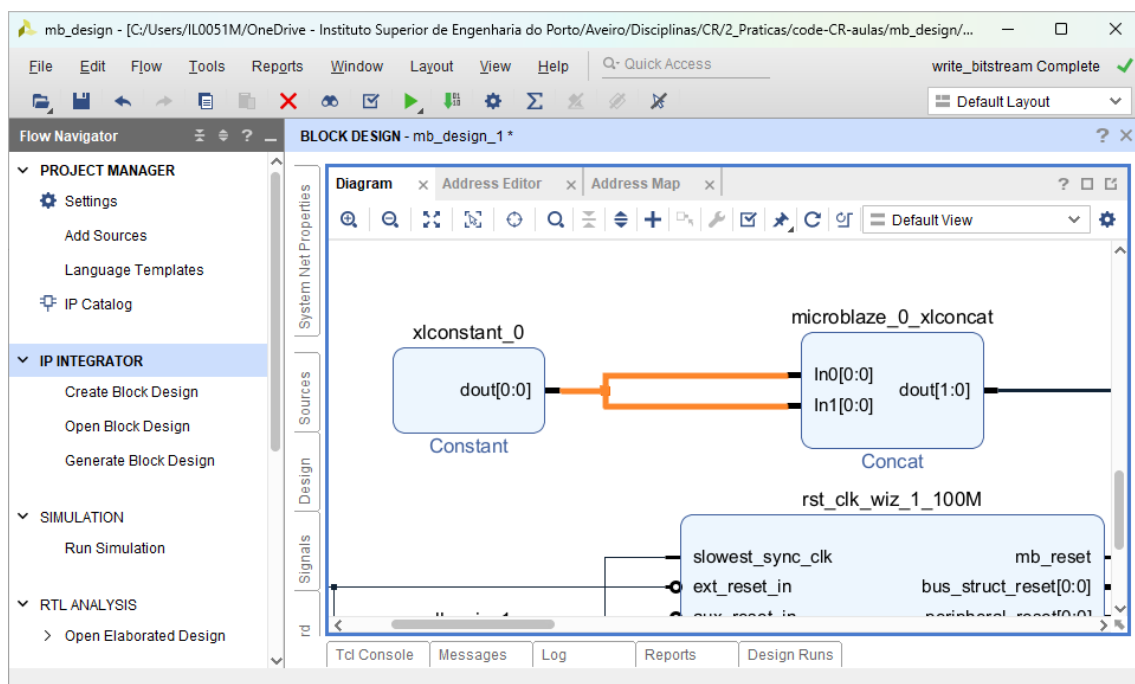 mb_design - [C:/Users/IL0051M/OneDrive - Instituto Superior de Engenharia do Porto/Aveiro/Disciplinas/CR/2_Praticas/code-CR-aulas/mb_design/...
File Edit Flow Tools Reports Window Layout View Help Q- Quick Access write_bitstream Complete
Default Layout
Flow Navigator
BLOCK DESIGN - mb_design_1 *
PROJECT MANAGER
Settings
Add Sources
Language Templates
IP Catalog
IP INTEGRATOR
Create Block Design
Open Block Design
Generate Block Design
SIMULATION
Run Simulation
RTL ANALYSIS
Open Elaborated Design
System Net Properties
Sources
Design
Signals
Diagram Address Editor Address Map
Default View
xlconstant_0
dout[0:0]
Constant
microblaze_0_xlconcat
In0[0:0]
In1[0:0]
dout[1:0]
Concat
rst_clk_wiz_1_100M
slowest_sync_clk mb_reset
ext_reset_in bus_struct_reset[0:0]
aux_reset_in peripheral_reset[0:0]
Tcl Console Messages Log Reports Design Runs